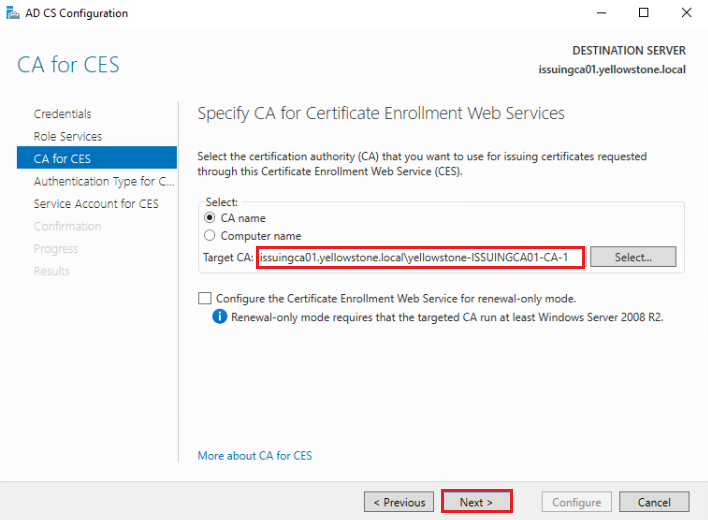 AD CS Configuration
CA for CES
DESTINATION SERVER
issuingca01.yellowstone.local
Credentials
Role Services
CA for CES
Authentication Type for C...
Service Account for CES
Confirmation
Progress
Results
Specify CA for Certificate Enrollment Web Services
Select the certification authority (CA) that you want to use for issuing certificates requested
through this Certificate Enrollment Web Service (CES).
Select:
CA name
Computer name
Target CA: issuingca01.yellowstone.local\yellowstone-ISSUINGCA01-CA-1 Select...
Configure the Certificate Enrollment Web Service for renewal-only mode.
Renewal-only mode requires that the targeted CA run at least Windows Server 2008 R2.
More about CA for CES
< Previous Next > Configure Cancel